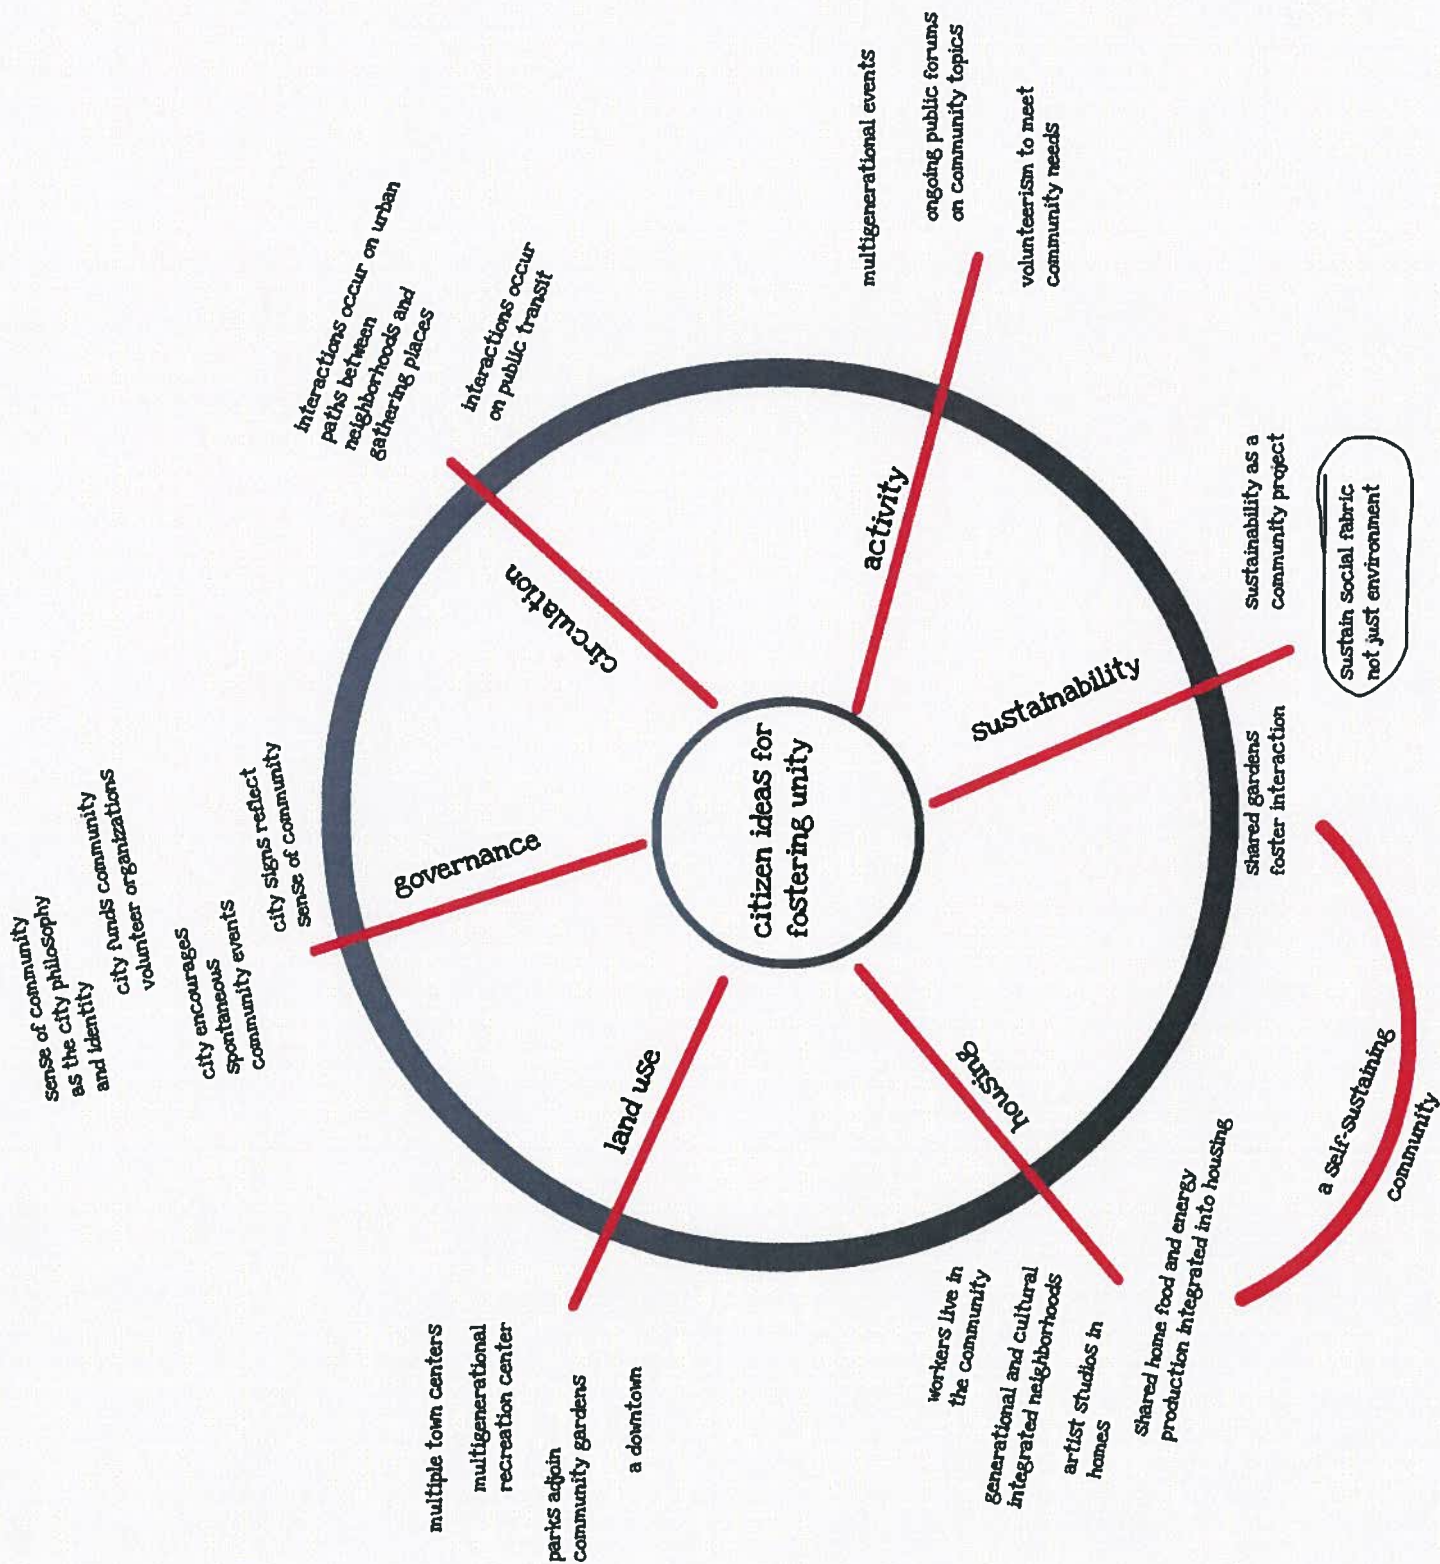 citizen ideas for
fostering unity
governance
sense of community
as the city philosophy
and identity
city funds community
volunteer organizations
city encourages
spontaneous
community events
city signs reflect
sense of community
circulation
interactions occur on urban
paths between
neighborhoods and
gathering places
interactions occur
on public transit
activity
multigenerational events
ongoing public forums
on community topics
volunteerism to meet
community needs
sustainability
sustainability as a
community project
sustain social fabric
not just environment
shared gardens
foster interaction
a self-sustaining
community
housing
workers live in
the community
generational and cultural
integrated neighborhoods
artist studios in
homes
shared home food and energy
production integrated into housing
land use
multiple town centers
multigenerational
recreation center
parks adjoin
community gardens
a downtown